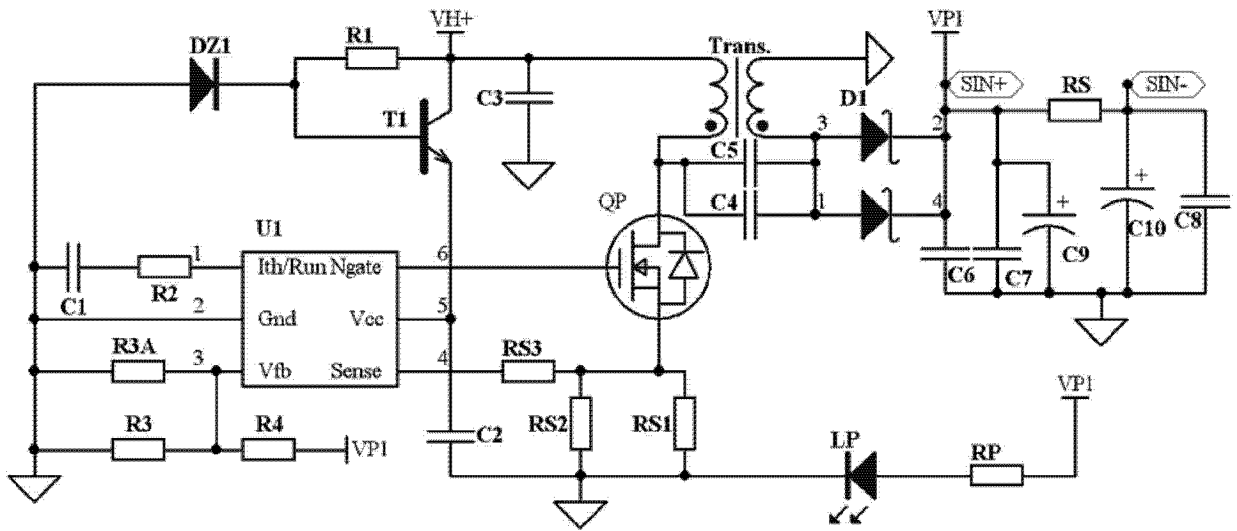 VH+
VP1
DZ1
R1
Trans.
SIN+
RS
SIN-
C3
D1
T1
3
2
C5
QP
C4
1
4
U1
C10
C8
C9
1
Ith/Run Ngate
6
C6
C7
C1
R2
2
Gnd
Vcc
5
R3A
3
Vfb
Sense
4
RS3
VP1
R3
R4
VP1
C2
RS2
RS1
LP
RP
+
+